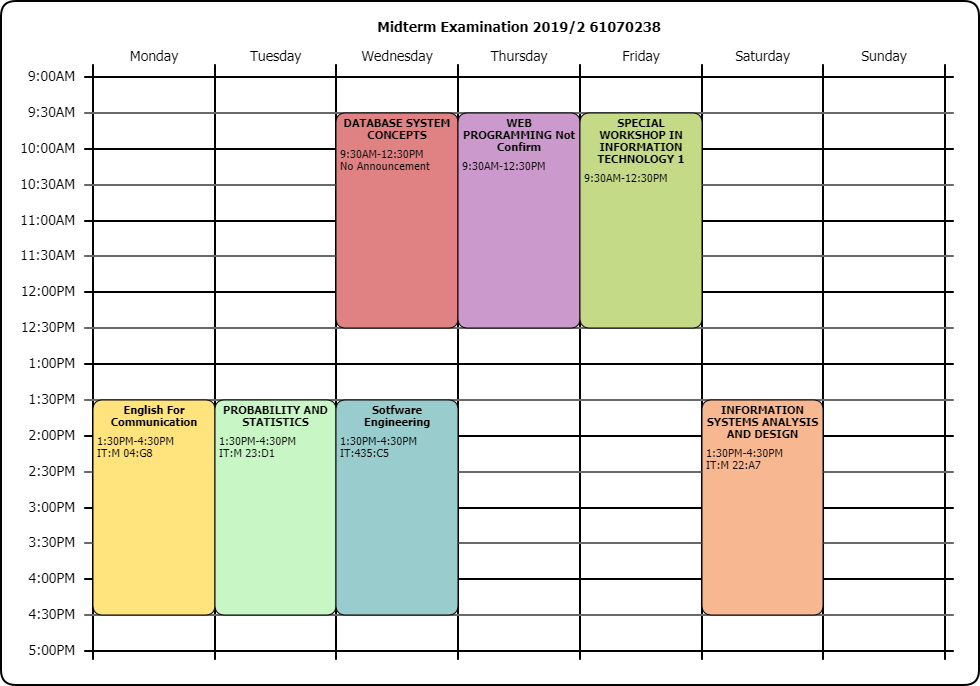 Midterm Examination 2019/2 61070238
Monday Tuesday Wednesday Thursday Friday Saturday Sunday
9:00AM
9:30AM
10:00AM
10:30AM
11:00AM
11:30AM
12:00PM
12:30PM
1:00PM
1:30PM
2:00PM
2:30PM
3:00PM
3:30PM
4:00PM
4:30PM
5:00PM
DATABASE SYSTEM
CONCEPTS
9:30AM-12:30PM
No Announcement
WEB
PROGRAMMING Not
Confirm
9:30AM-12:30PM
SPECIAL
WORKSHOP IN
INFORMATION
TECHNOLOGY 1
9:30AM-12:30PM
English For
Communication
1:30PM-4:30PM
IT:M 04:G8
PROBABILITY AND
STATISTICS
1:30PM-4:30PM
IT:M 23:D1
Sotfware
Engineering
1:30PM-4:30PM
IT:435:C5
INFORMATION
SYSTEMS ANALYSIS
AND DESIGN
1:30PM-4:30PM
IT:M 22:A7